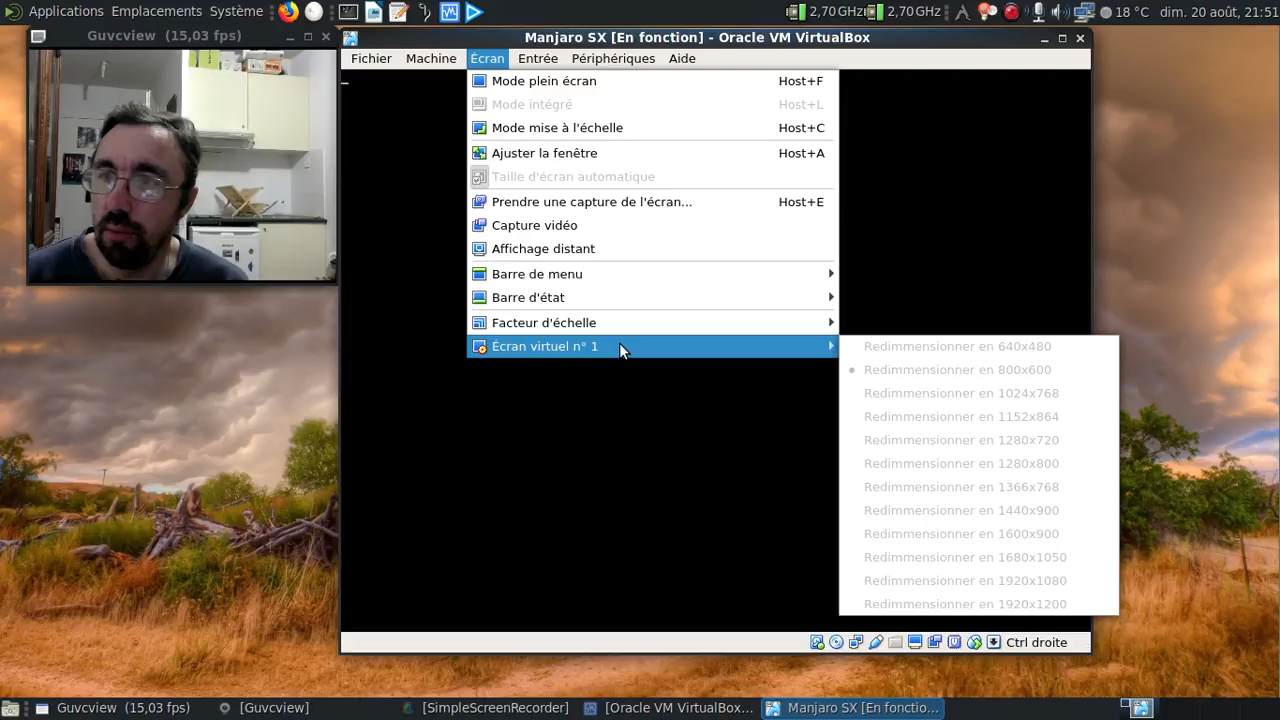 Applications Emplacements Système
2,70 GHz 2,70 GHz 18 °C dim. 20 août, 21:51
Guvcview (15,03 fps)
Manjaro SX [En fonction] - Oracle VM VirtualBox
Fichier Machine Écran Entrée Périphériques Aide
Mode plein écran Host+F
Mode intégré Host+L
Mode mise à l'échelle Host+C
Ajuster la fenêtre Host+A
Taille d'écran automatique
Prendre une capture de l'écran... Host+E
Capture vidéo
Affichage distant
Barre de menu
Barre d'état
Facteur d'échelle
Écran virtuel n° 1
Redimmensionner en 640x480
Redimmensionner en 800x600
Redimmensionner en 1024x768
Redimmensionner en 1152x864
Redimmensionner en 1280x720
Redimmensionner en 1280x800
Redimmensionner en 1366x768
Redimmensionner en 1440x900
Redimmensionner en 1600x900
Redimmensionner en 1680x1050
Redimmensionner en 1920x1080
Redimmensionner en 1920x1200
Ctrl droite
Guvcview (15,03 fps) [Guvcview] [SimpleScreenRecorder] [Oracle VM VirtualBox... Manjaro SX [En fonctio...